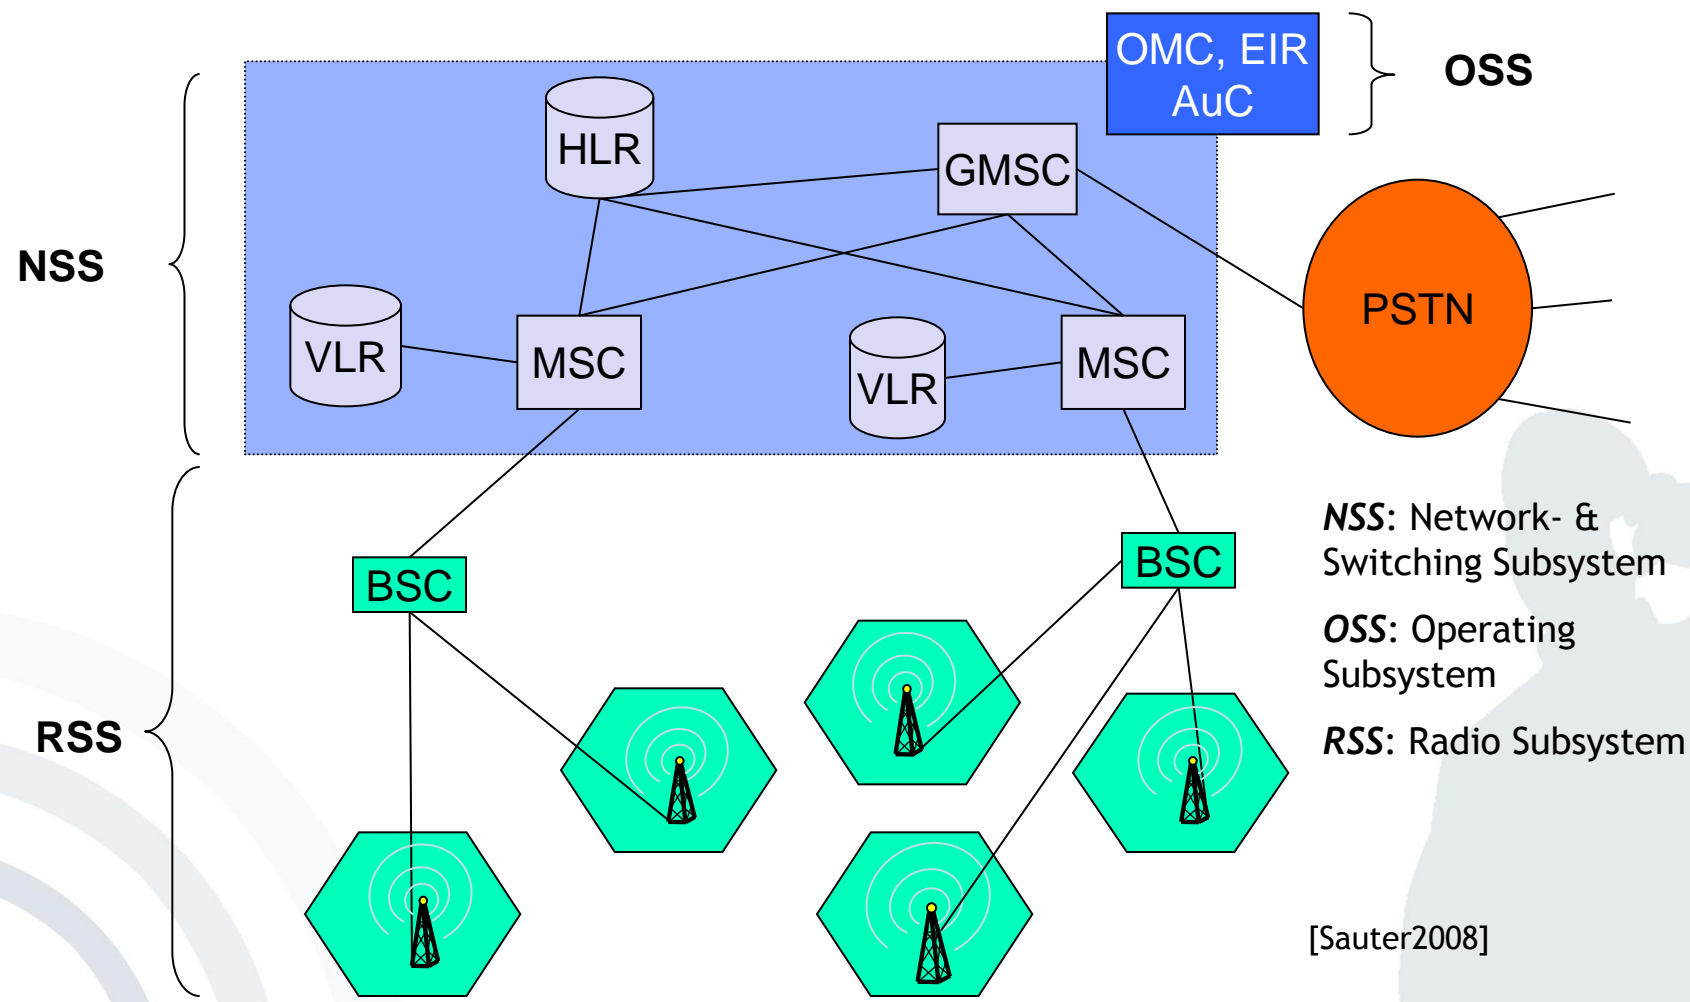 OMC, EIR
AuC
OSS
HLR
GMSC
NSS
PSTN
VLR
MSC
VLR
MSC
BSC
BSC
RSS
NSS: Network- &
Switching Subsystem
OSS: Operating
Subsystem
RSS: Radio Subsystem
[Sauter2008]